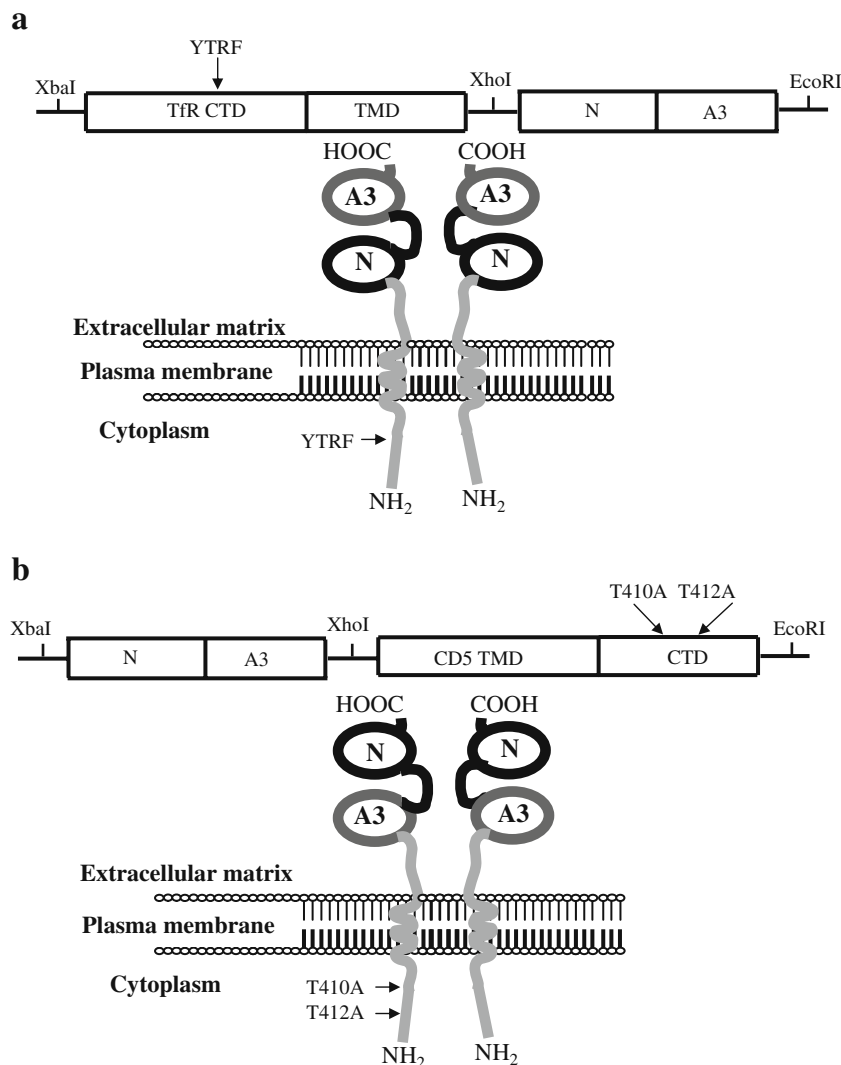 a
YTRF
XbaI
XhoI
EcoRI
TfR CTD
TMD
N
A3
HOOC
COOH
A3
A3
N
N
Extracellular matrix
Plasma membrane
Cytoplasm
YTRF
NH2
NH2
b
T410A T412A
XbaI
XhoI
EcoRI
N
A3
CD5 TMD
CTD
HOOC
COOH
N
N
A3
A3
Extracellular matrix
Plasma membrane
Cytoplasm
T410A
T412A
NH2
NH2